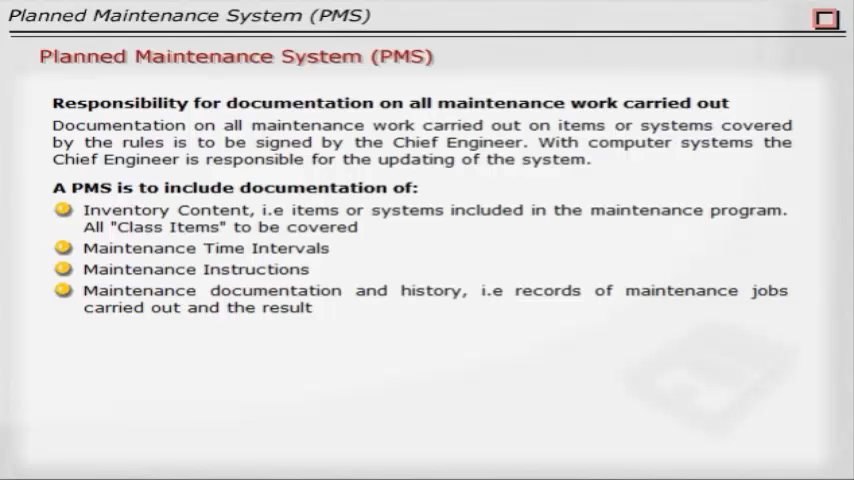 Planned Maintenance System (PMS)
Planned Maintenance System (PMS)
Responsibility for documentation on all maintenance work carried out
Documentation on all maintenance work carried out on items or systems covered
by the rules is to be signed by the Chief Engineer. With computer systems the
Chief Engineer is responsible for the updating of the system.
A PMS is to include documentation of:
Inventory Content, i.e items or systems included in the maintenance program.
All "Class Items" to be covered
Maintenance Time Intervals
Maintenance Instructions
Maintenance documentation and history, i.e records of maintenance jobs
carried out and the result